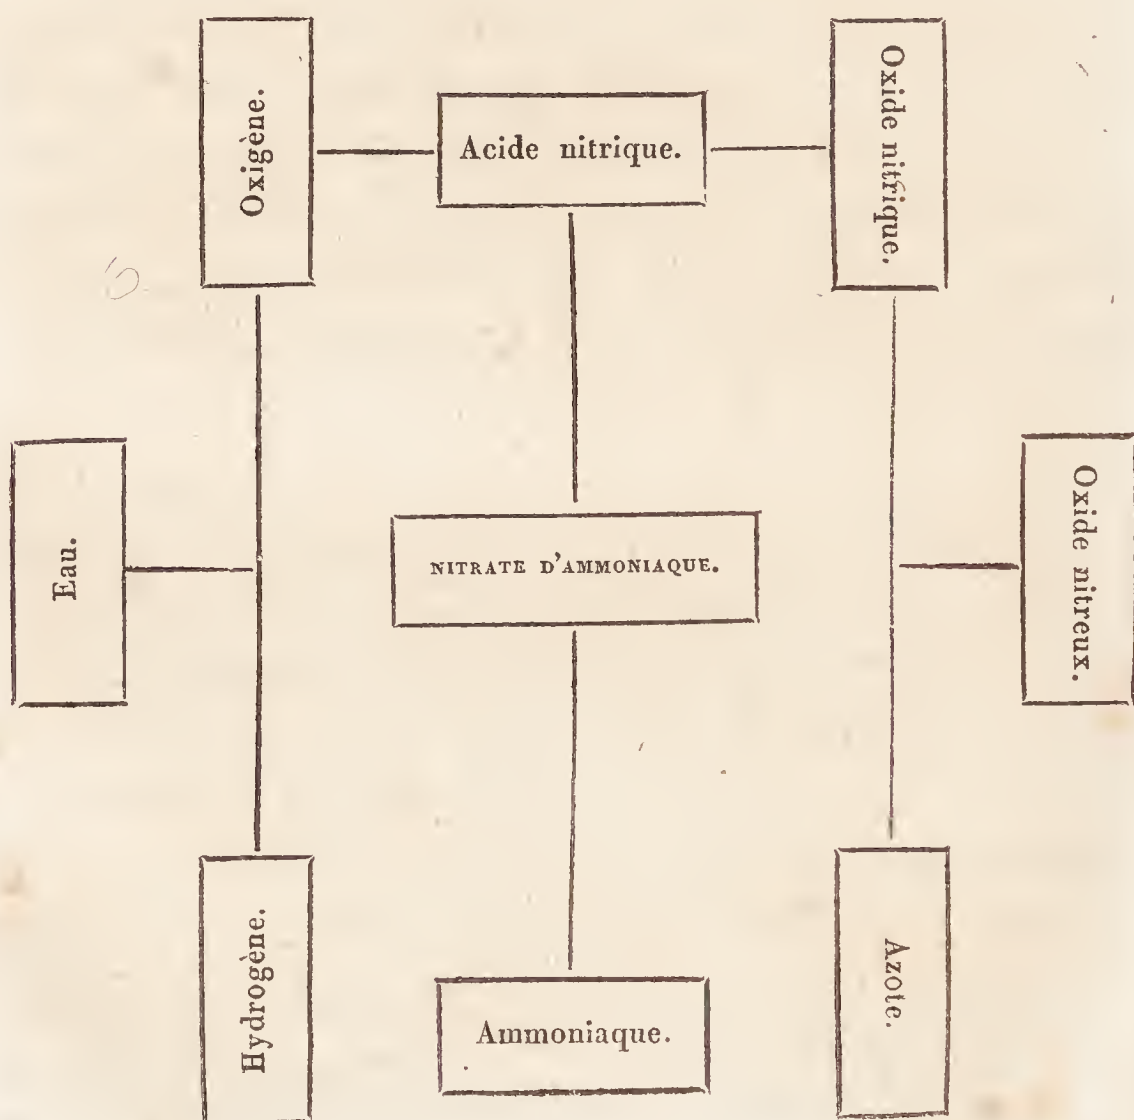 Oxigène.
Acide nitrique.
Oxide nitrique.
Eau.
NITRATE D'AMMONIAQUE.
Oxide nitreux.
Hydrogène.
Ammoniaque.
Azote.